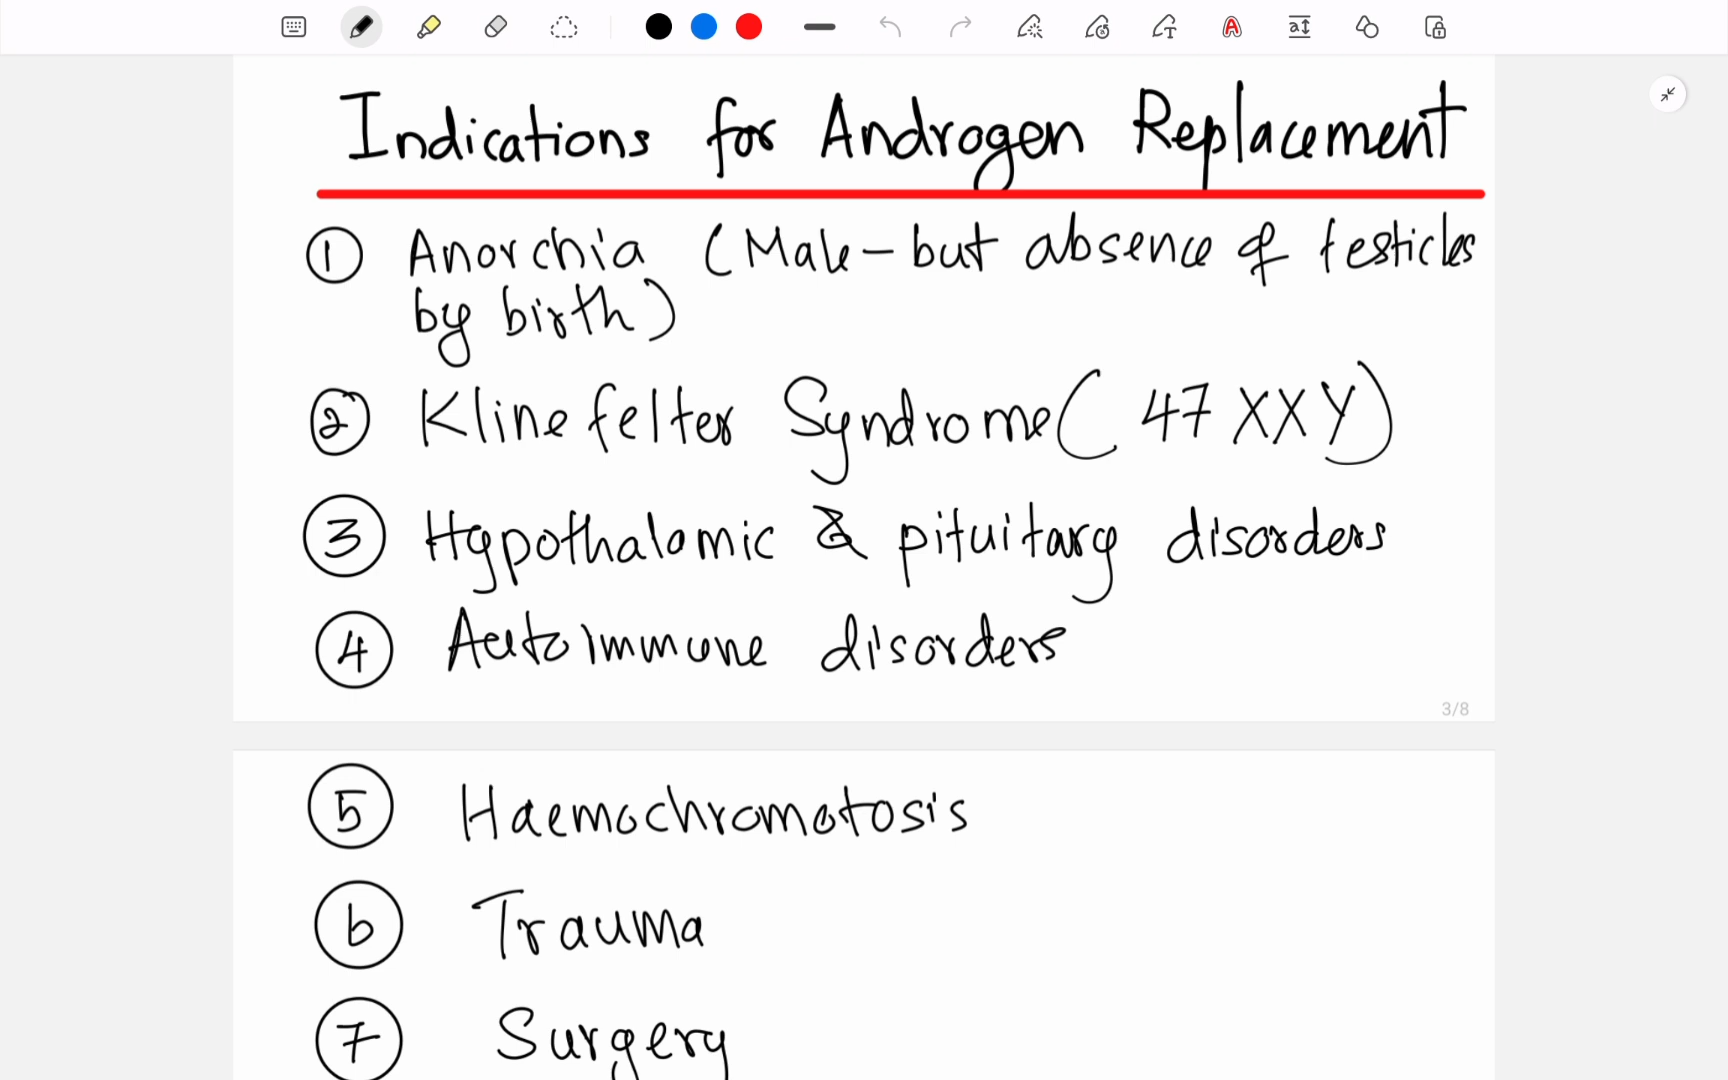 Indications for Androgen Replacement
① Anorchia (Male - but absence of testicles
by birth)
② Klinefelter Syndrome (47 XXY)
③ Hypothalamic & pituitary disorders
④ Autoimmune disorders
3/8
⑤ Haemochromatosis
⑥ Trauma
⑦ Surgery